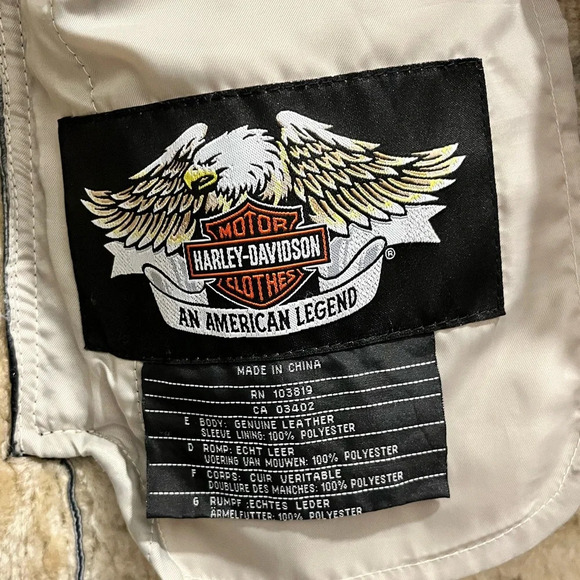 MOTOR
HARLEY-DAVIDSON
CLOTHES
®
AN AMERICAN LEGEND
MADE IN CHINA
RN 103819
CA 03402
E BODY: GENUINE LEATHER
SLEEVE LINING: 100% POLYESTER
D ROMP: ECHT LEER
VOERING VAN MOUWEN: 100% POLYESTER
F CORPS: CUIR VERITABLE
DOUBLURE DES MANCHES: 100% POLYESTER
G RUMPF: ECHTES LEDER
ÄRMELFUTTER: 100% POLYESTER